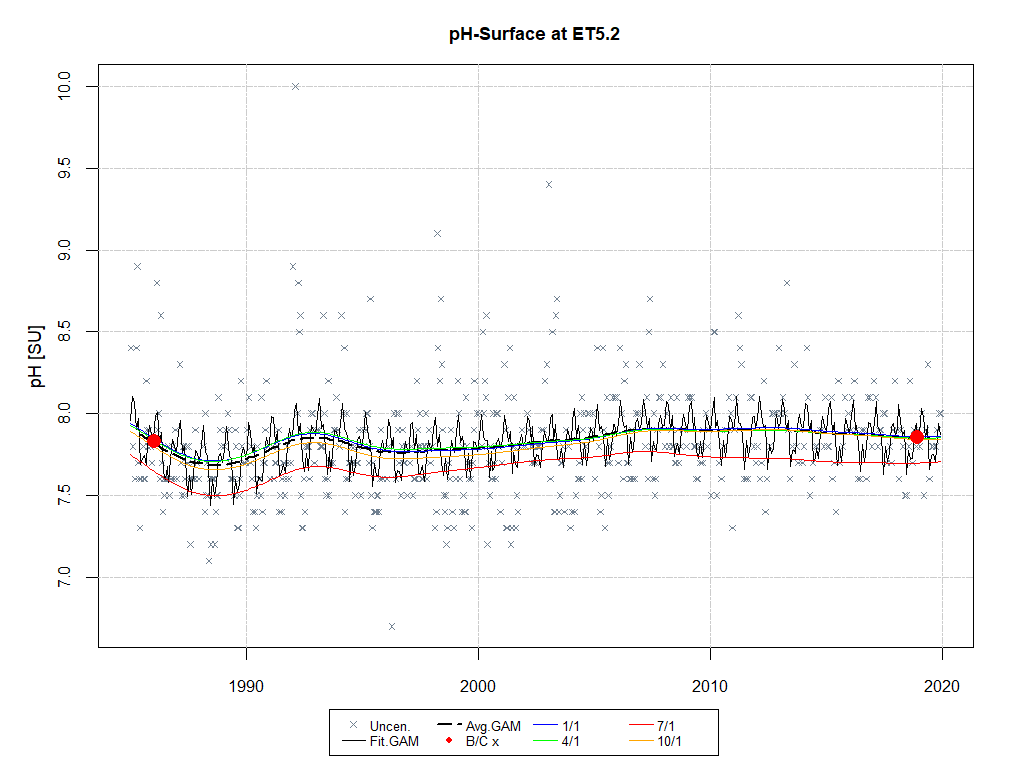 pH-Surface at ET5.2
pH [SU]
10.0
9.5
9.0
8.5
8.0
7.5
7.0
1990 2000 2010 2020
Uncen. Avg.GAM 1/1 7/1
Fit.GAM B/C x 4/1 10/1